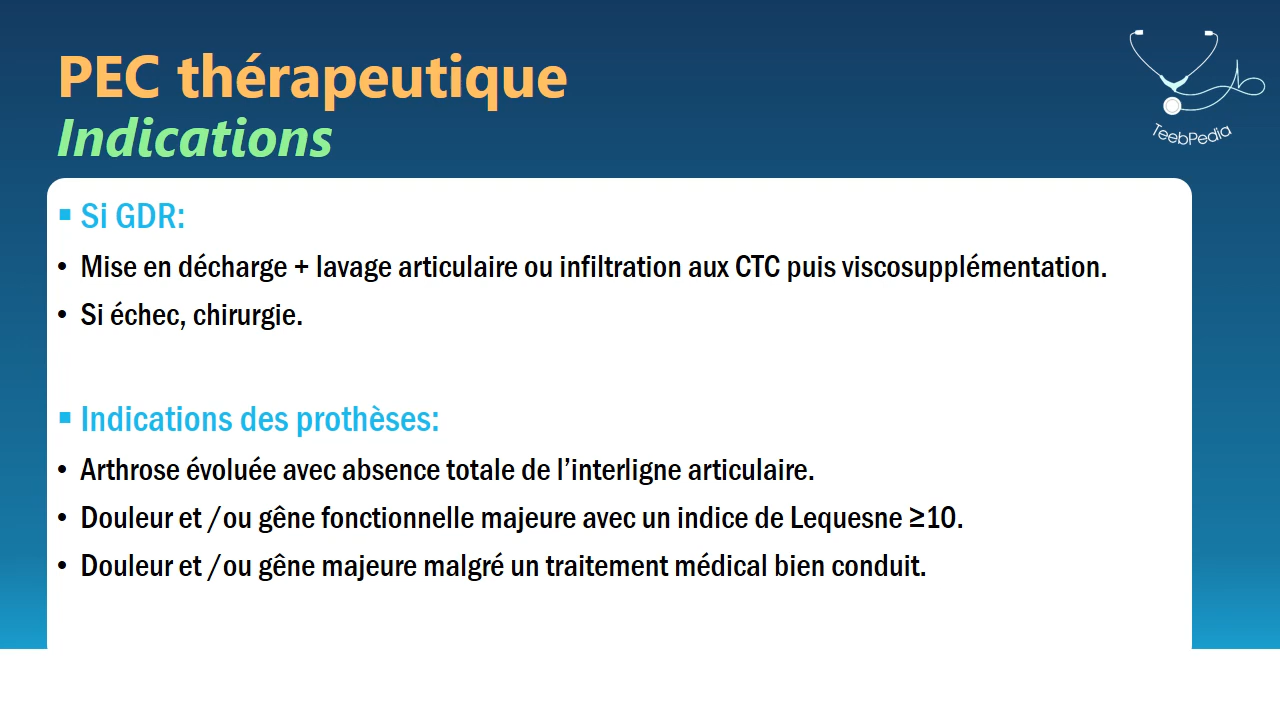 PEC thérapeutique
Indications
TeebPedia
▪ Si GDR:
• Mise en décharge + lavage articulaire ou infiltration aux CTC puis viscosupplémentation.
• Si échec, chirurgie.
▪ Indications des prothèses:
• Arthrose évoluée avec absence totale de l’interligne articulaire.
• Douleur et /ou gêne fonctionnelle majeure avec un indice de Lequesne ≥10.
• Douleur et /ou gêne majeure malgré un traitement médical bien conduit.